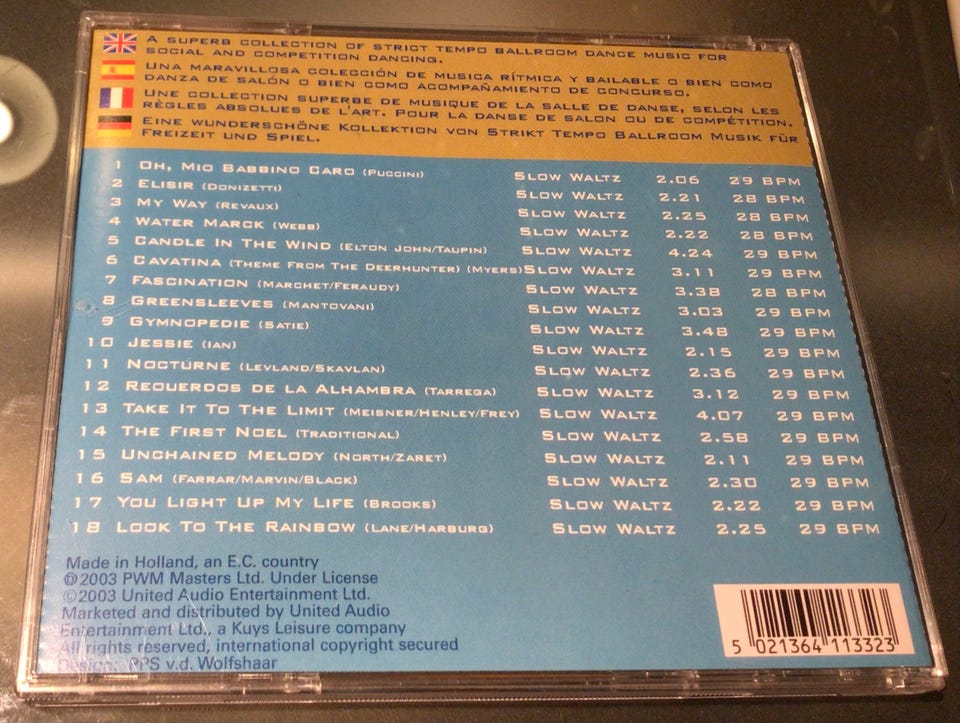 A SUPERB COLLECTION OF STRICT TEMPO BALLROOM DANCE MUSIC FOR
SOCIAL AND COMPETITION DANCING.
UNA MARAVILLOSA COLECCIÓN DE MUSICA RÍTMICA Y BAILABLE O BIEN COMO
DANZA DE SALÓN O BIEN COMO ACOMPAÑAMIENTO DE CONCURSO.
UNE COLLECTION SUPERBE DE MUSIQUE DE LA SALLE DE DANSE, SELON LES
RÈGLES ABSOLUES DE L'ART. POUR LA DANSE DE SALON OU DE COMPÉTITION.
EINE WUNDERSCHÖNE KOLLEKTION VON STRIKT TEMPO BALLROOM MUSIK FÜR
FREIZEIT UND SPIEL.
1 OH, MIO BABBINO CARO (PUCCINI) SLOW WALTZ 2.06 29 BPM
2 ELISIR (DONIZETTI) SLOW WALTZ 2.21 28 BPM
3 MY WAY (REVAUX) SLOW WALTZ 2.25 28 BPM
4 WATER MARCK (WEBB) SLOW WALTZ 2.22 28 BPM
5 CANDLE IN THE WIND (ELTON JOHN/TAUPIN) SLOW WALTZ 4.24 29 BPM
6 CAVATINA (THEME FROM THE DEERHUNTER) (MYERS) SLOW WALTZ 3.11 29 BPM
7 FASCINATION (MARCHET/FERAUDY) SLOW WALTZ 3.38 28 BPM
8 GREENSLEEVES (MANTOVANI) SLOW WALTZ 3.03 29 BPM
9 GYMNOPEDIE (SATIE) SLOW WALTZ 3.48 29 BPM
10 JESSIE (IAN) SLOW WALTZ 2.15 29 BPM
11 NOCTURNE (LEVLAND/SKAVLAN) SLOW WALTZ 2.36 29 BPM
12 REQUERDOS DE LA ALHAMBRA (TARREGA) SLOW WALTZ 3.12 29 BPM
13 TAKE IT TO THE LIMIT (MEISNER/HENLEY/FREY) SLOW WALTZ 4.07 29 BPM
14 THE FIRST NOEL (TRADITIONAL) SLOW WALTZ 2.58 29 BPM
15 UNCHAINED MELODY (NORTH/ZARET) SLOW WALTZ 2.11 29 BPM
16 SAM (FARRAR/MARVIN/BLACK) SLOW WALTZ 2.30 29 BPM
17 YOU LIGHT UP MY LIFE (BROOKS) SLOW WALTZ 2.22 29 BPM
18 LOOK TO THE RAINBOW (LANE/HARBURG) SLOW WALTZ 2.25 29 BPM
Made in Holland, an E.C. country
℗ 2003 PWM Masters Ltd. Under License
© 2003 United Audio Entertainment Ltd.
Marketed and distributed by United Audio
Entertainment Ltd., a Kuys Leisure company
All rights reserved, international copyright secured
Design: PPS v.d. Wolfshaar
5 021364 113323